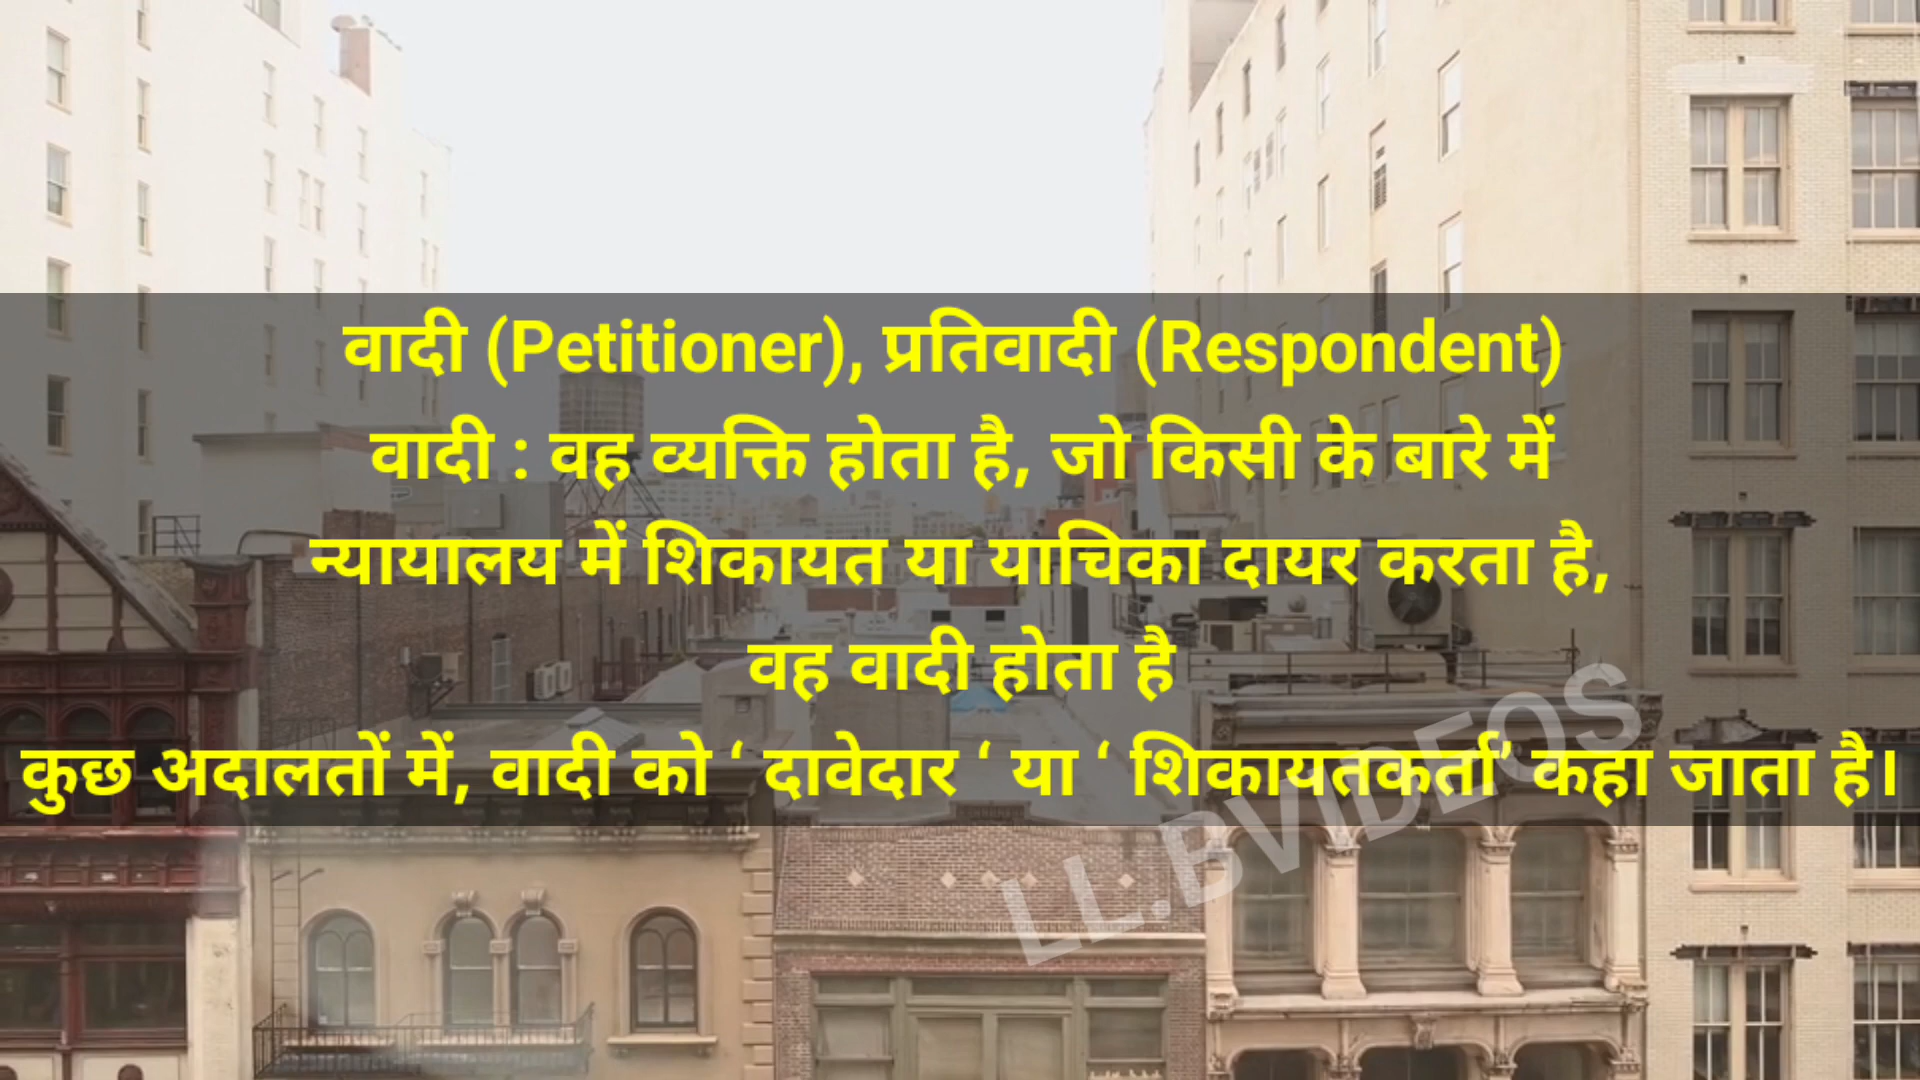 वादी (Petitioner), प्रतिवादी (Respondent)
वादी : वह व्यक्ति होता है, जो किसी के बारे में
न्यायालय में शिकायत या याचिका दायर करता है,
वह वादी होता है
कुछ अदालतों में, वादी को ‘ दावेदार ‘ या ‘ शिकायतकर्ता’ कहा जाता है।
LL.BVIDEOS